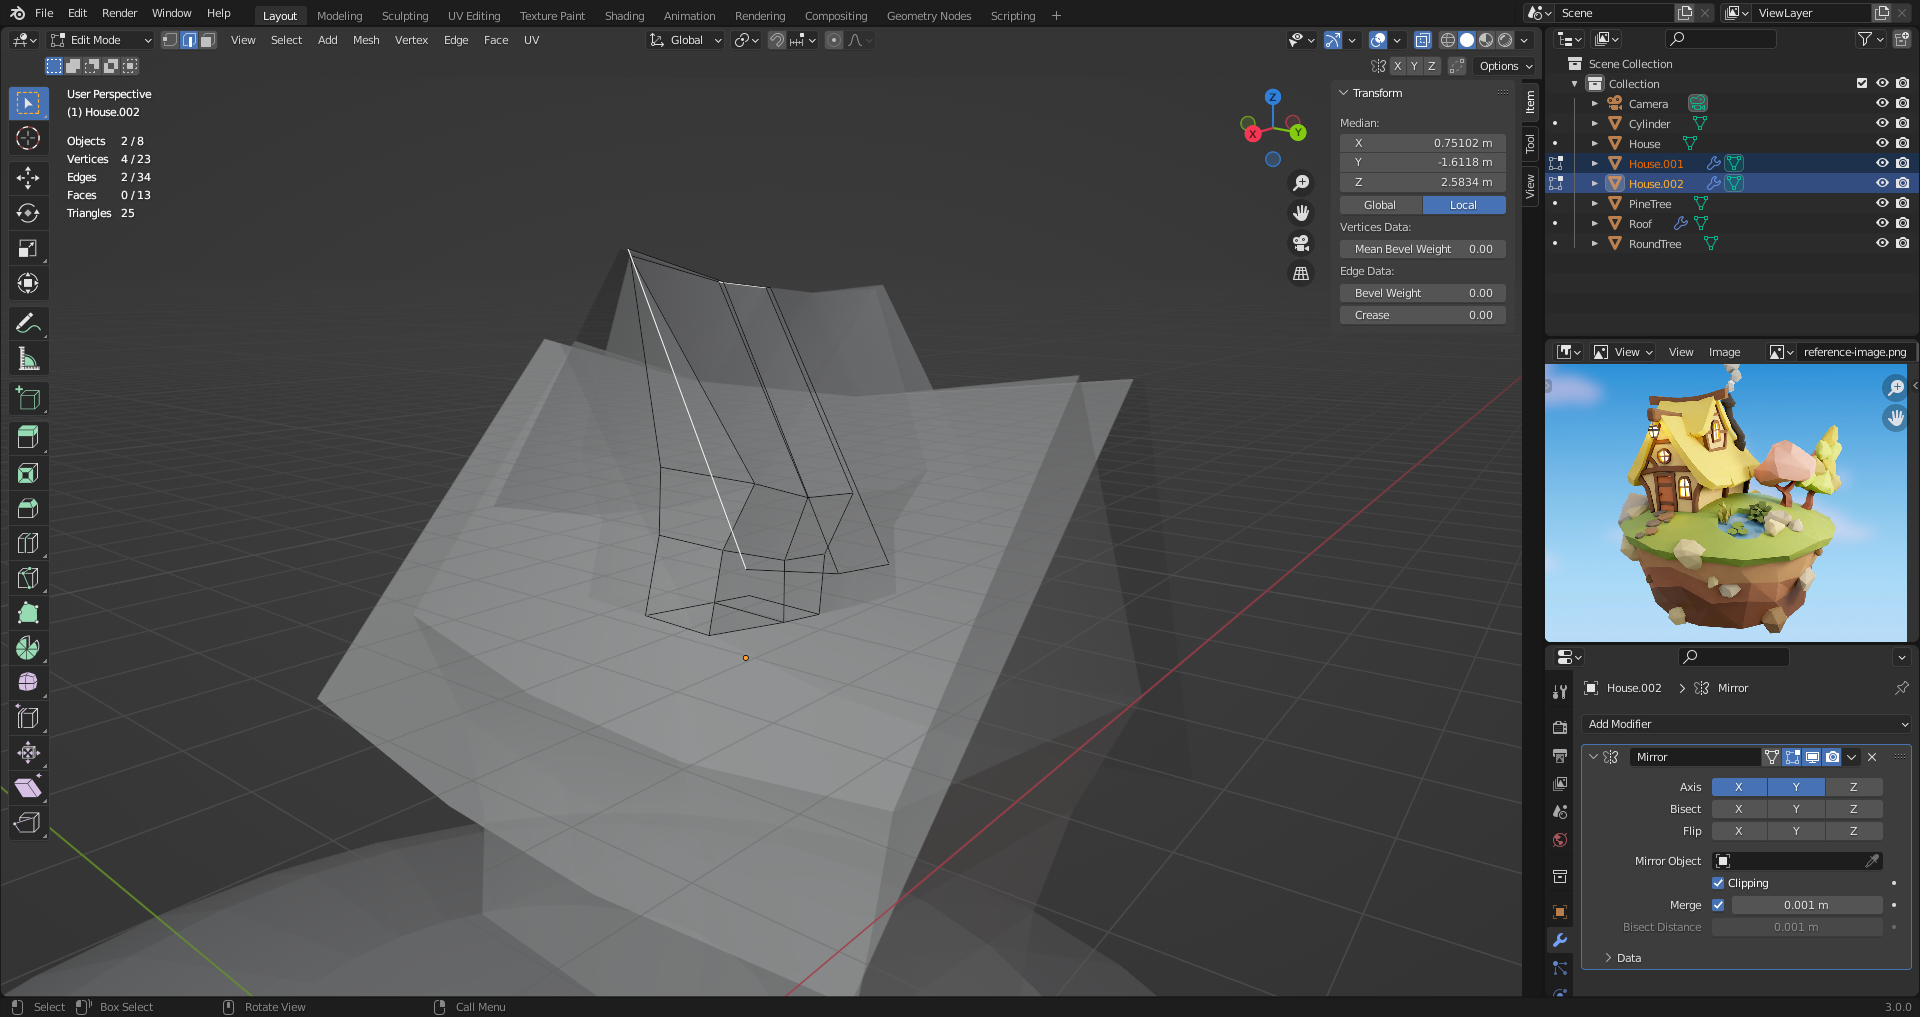 File Edit Render Window Help Layout Modeling Sculpting UV Editing Texture Paint Shading Animation Rendering Compositing Geometry Nodes Scripting + Scene ViewLayer
Edit Mode View Select Add Mesh Vertex Edge Face UV Global
X Y Z Options
User Perspective
(1) House.002
Objects 2 / 8
Vertices 4 / 23
Edges 2 / 34
Faces 0 / 13
Triangles 25
Z
X
Y
Transform
Median:
X 0.75102 m
Y -1.6118 m
Z 2.5834 m
Global Local
Vertices Data:
Mean Bevel Weight 0.00
Edge Data:
Bevel Weight 0.00
Crease 0.00
Item
Tool
View
Scene Collection
Collection
Camera
Cylinder
House
House.001
House.002
PineTree
Roof
RoundTree
View View Image reference-image.png
House.002 > Mirror
Add Modifier
Mirror
Axis X Y Z
Bisect X Y Z
Flip X Y Z
Mirror Object
Clipping
Merge 0.001 m
Bisect Distance 0.001 m
Data
Select Box Select Rotate View Call Menu 3.0.0